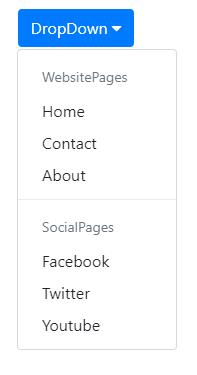 DropDown
WebsitePages
Home
Contact
About
SocialPages
Facebook
Twitter
Youtube